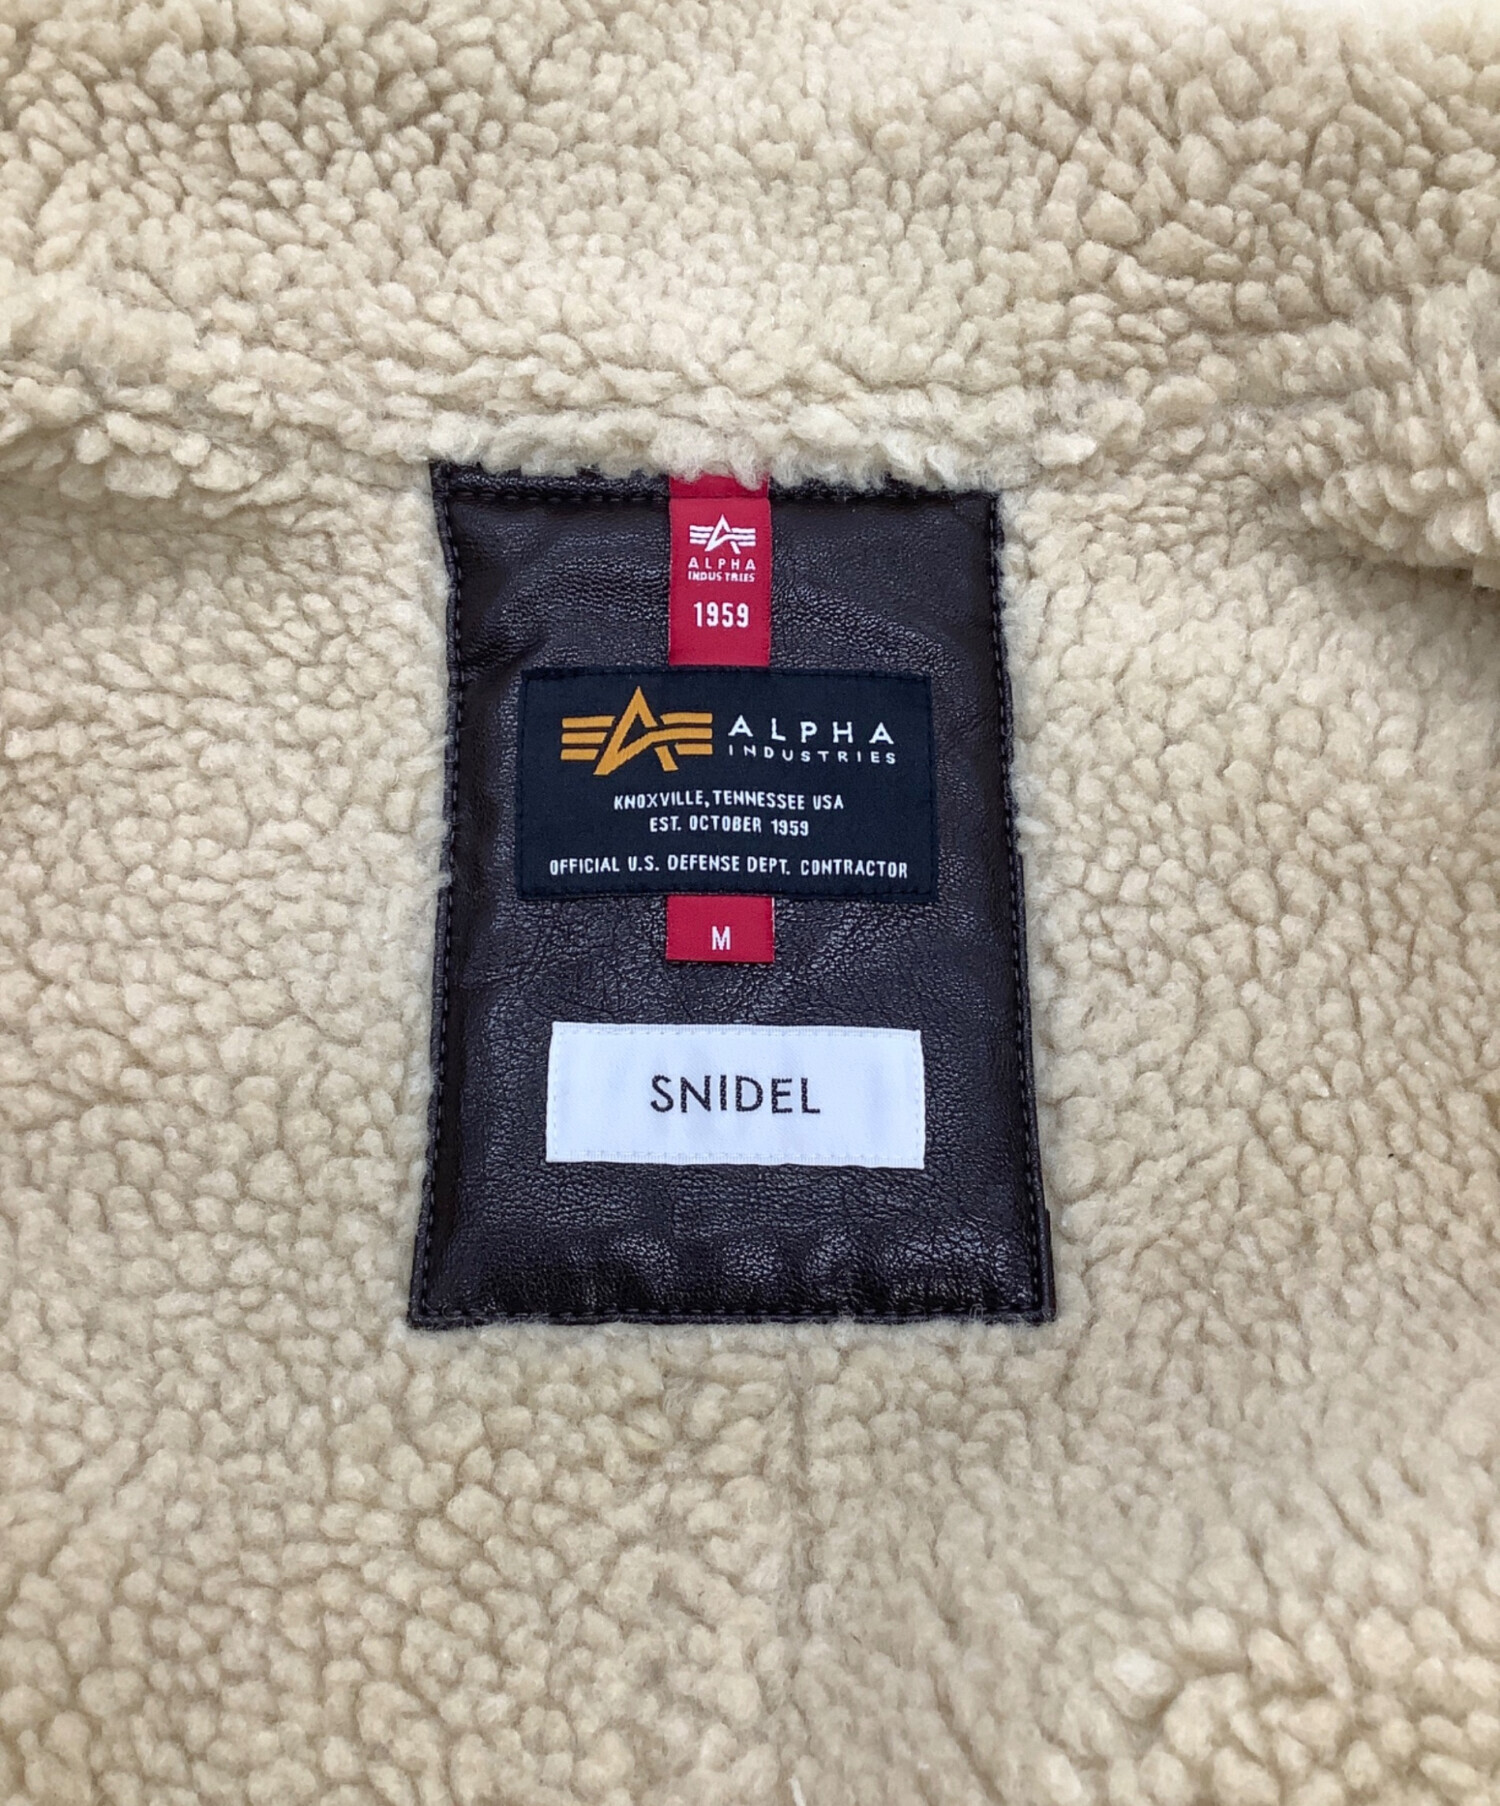 ALPHA
INDUSTRIES
1959
ALPHA
INDUSTRIES
KNOXVILLE, TENNESSEE USA
EST. OCTOBER 1959
OFFICIAL U.S. DEFENSE DEPT. CONTRACTOR
M
SNIDEL